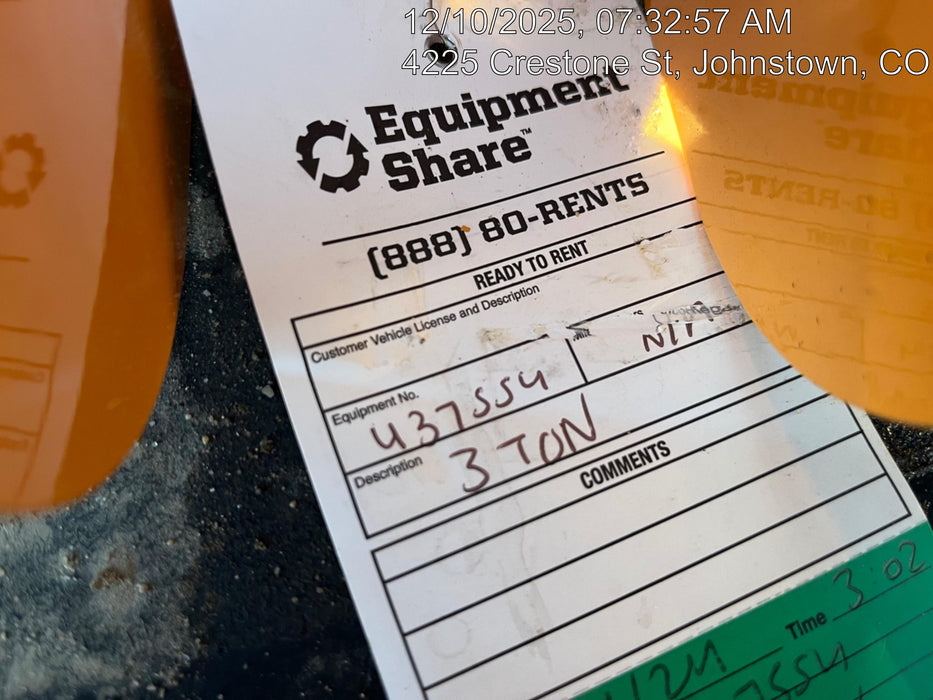 12/10/2025, 07:32:57 AM
4225 Crestone St, Johnstown, CO
Equipment
Share™
(888) 80-RENTS
READY TO RENT
Customer Vehicle License and Description
Equipment No.
437554
N/A
Description
3 TON
COMMENTS
Time 3:02